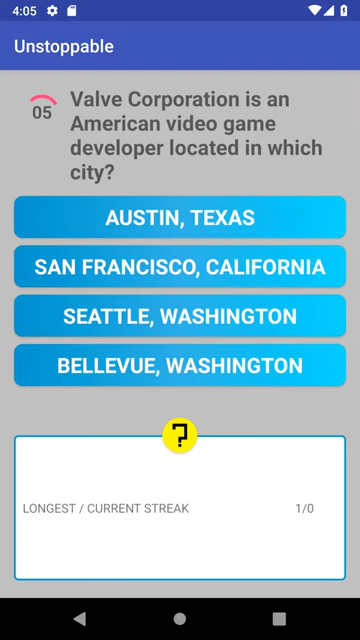 4:05
Unstoppable
05
Valve Corporation is an
American video game
developer located in which
city?
AUSTIN, TEXAS
SAN FRANCISCO, CALIFORNIA
SEATTLE, WASHINGTON
BELLEVUE, WASHINGTON
?
LONGEST / CURRENT STREAK 1/0